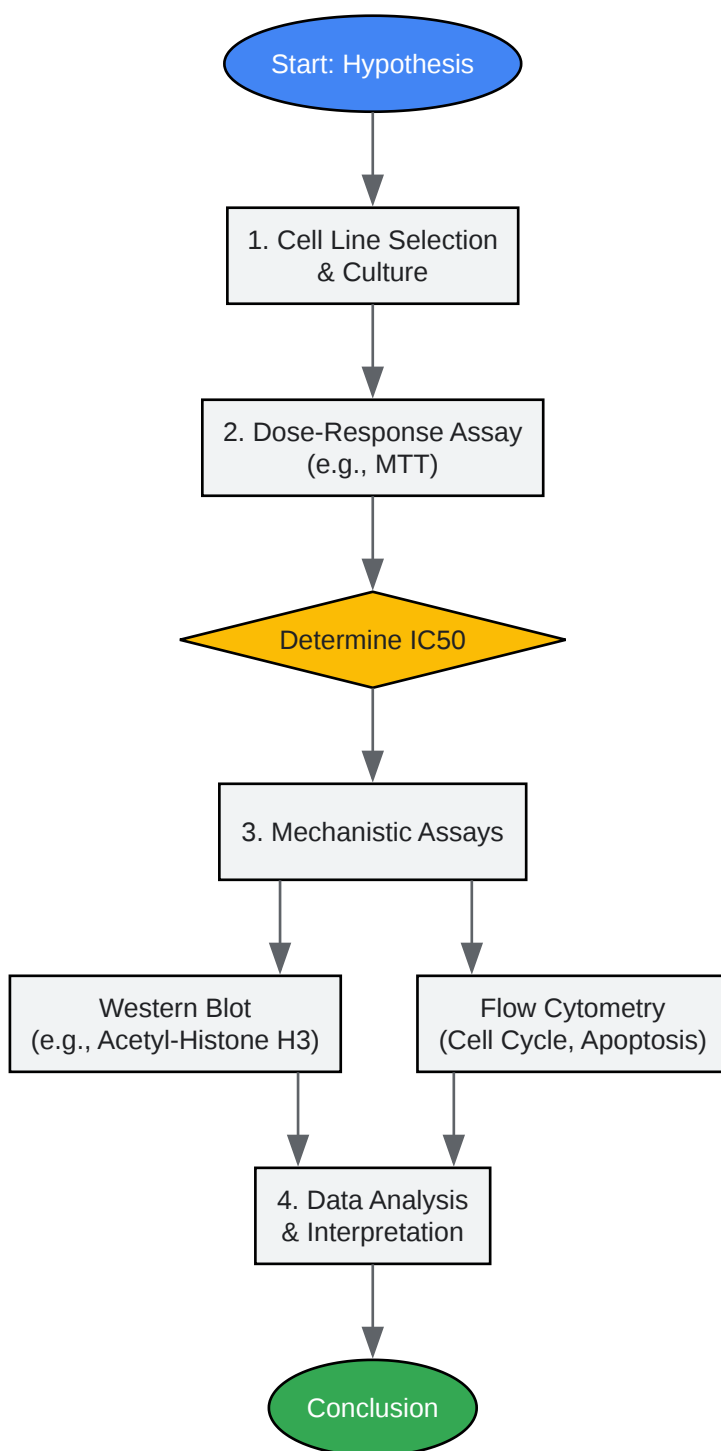 Start: Hypothesis
1. Cell Line Selection
& Culture
2. Dose-Response Assay
(e.g., MTT)
Determine IC50
3. Mechanistic Assays
Western Blot
(e.g., Acetyl-Histone H3)
Flow Cytometry
(Cell Cycle, Apoptosis)
4. Data Analysis
& Interpretation
Conclusion